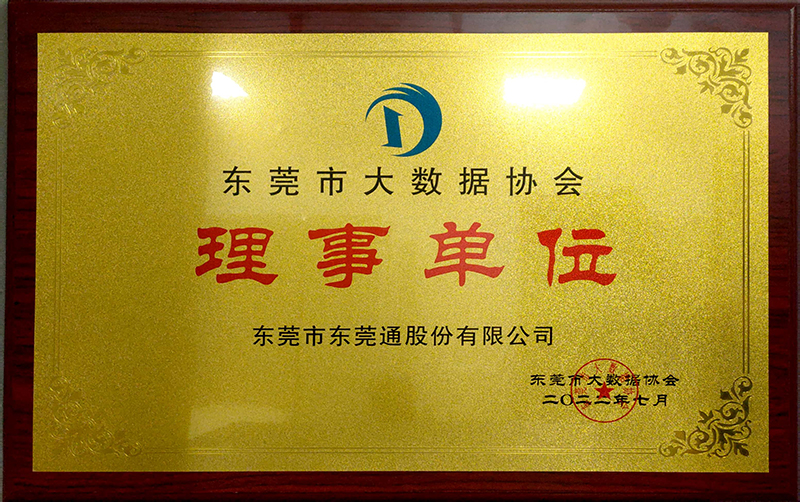 东莞市大数据协会
理事单位
东莞市东莞通股份有限公司
东莞市大数据协会
二〇二二年七月